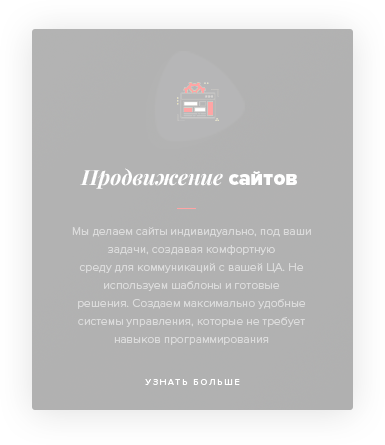 Продвижение сайтов
Мы делаем сайты индивидуально, под ваши
задачи, создавая комфортную
среду для коммуникаций с вашей ЦА. Не
используем шаблоны и готовые
решения. Создаем максимально удобные
системы управления, которые не требует
навыков программирования
УЗНАТЬ БОЛЬШЕ